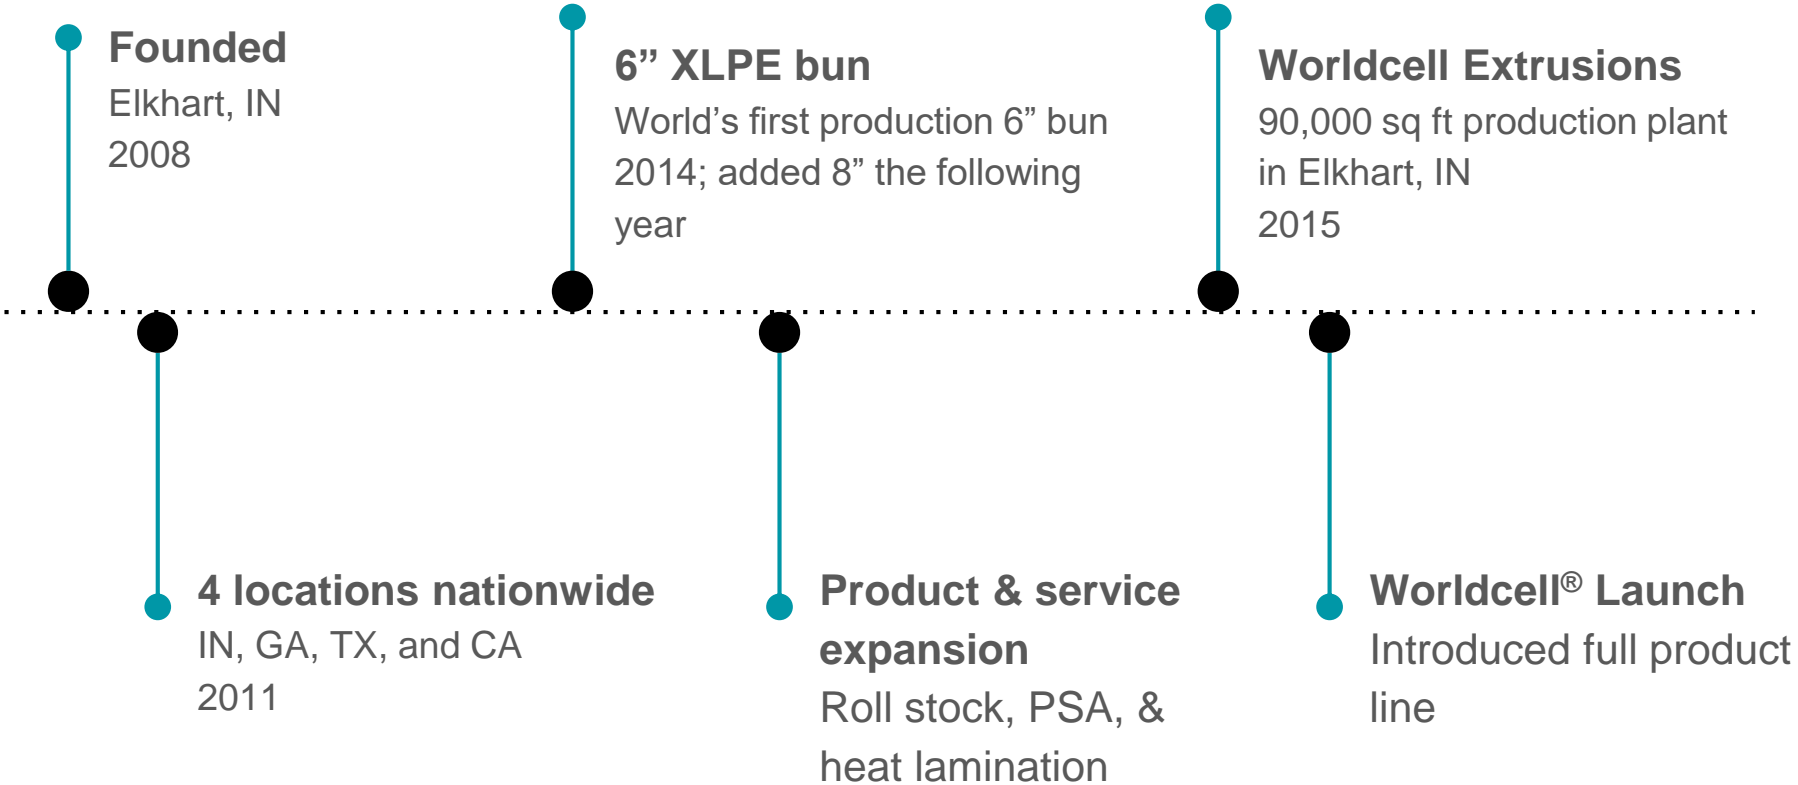 Founded
Elkhart, IN
2008
6” XLPE bun
World’s first production 6” bun
2014; added 8” the following
year
Worldcell Extrusions
90,000 sq ft production plant
in Elkhart, IN
2015
4 locations nationwide
IN, GA, TX, and CA
2011
Product & service
expansion
Roll stock, PSA, &
heat lamination
Worldcell® Launch
Introduced full product
line